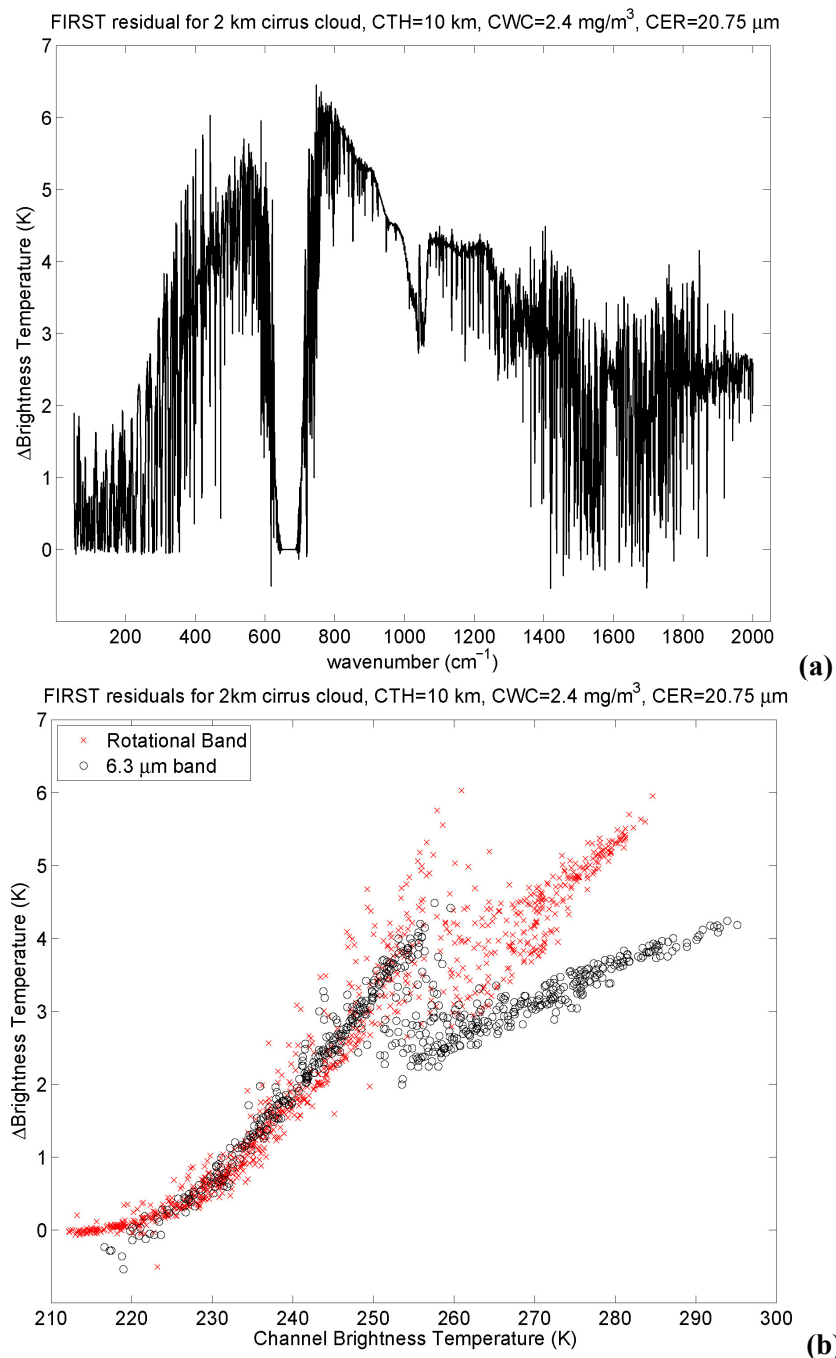 FIRST residual for 2 km cirrus cloud, CTH=10 km, CWC=2.4 mg/m³, CER=20.75 μm
7
6
5
4
3
2
1
0
ΔBrightness Temperature (K)
200 400 600 800 1000 1200 1400 1600 1800 2000
wavenumber (cm⁻¹)
(a)
FIRST residuals for 2km cirrus cloud, CTH=10 km, CWC=2.4 mg/m³, CER=20.75 μm
7
6
5
4
3
2
1
0
ΔBrightness Temperature (K)
Rotational Band
6.3 μm band
210 220 230 240 250 260 270 280 290 300
Channel Brightness Temperature (K)
(b)